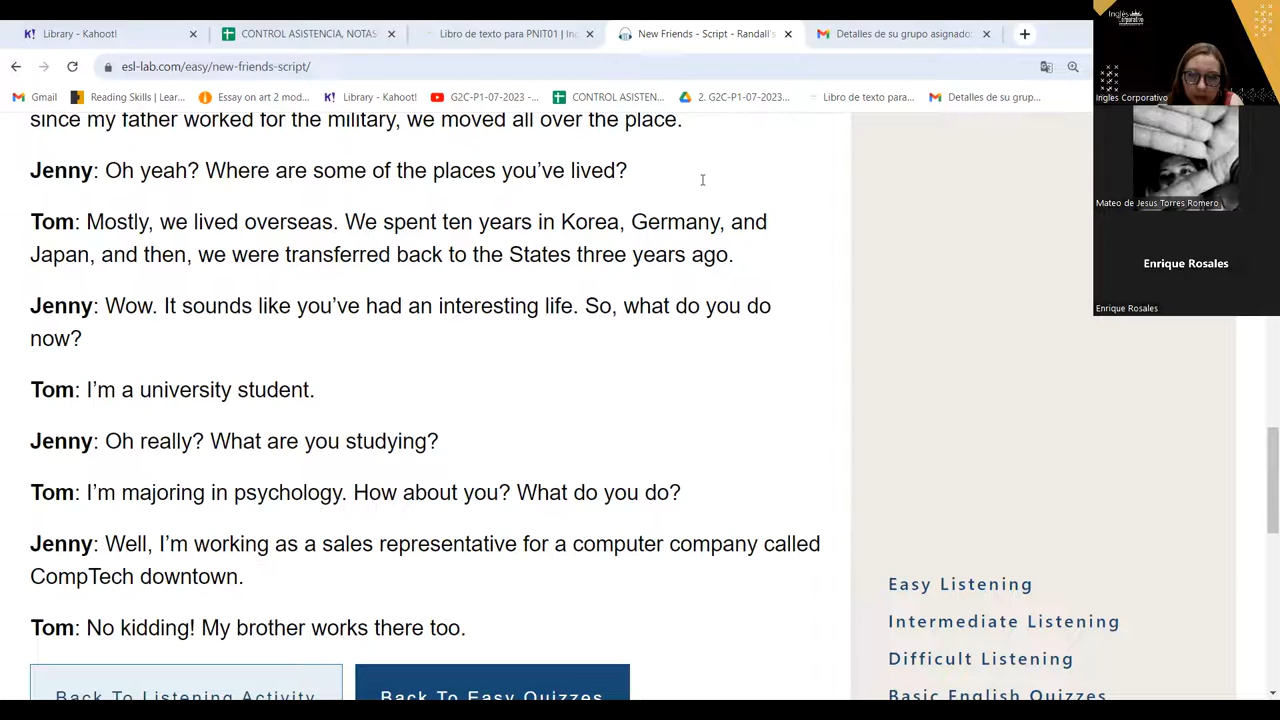 Library - Kahoot!
CONTROL ASISTENCIA, NOTAS
Libro de texto para PNIT01 | Inc
New Friends - Script - Randall's
Detalles de su grupo asignado:
esl-lab.com/easy/new-friends-script/
Gmail
Reading Skills | Lear...
Essay on art 2 mod...
Library - Kahoots
G2C-P1-07-2023 -...
CONTROL ASISTEN...
2. G2C-P1-07-2023...
Libro de texto para...
Detalles de su grup...
since my father worked for the military, we moved all over the place.
Jenny: Oh yeah? Where are some of the places you've lived?
Tom: Mostly, we lived overseas. We spent ten years in Korea, Germany, and
Japan, and then, we were transferred back to the States three years ago.
Jenny: Wow. It sounds like you've had an interesting life. So, what do you do
now?
Tom: I'm a university student.
Jenny: Oh really? What are you studying?
Tom: I'm majoring in psychology. How about you? What do you do?
Jenny: Well, I'm working as a sales representative for a computer company called
CompTech downtown.
Tom: No kidding! My brother works there too.
Back To Listening Activity
Back To Easy Quizzes
Easy Listening
Intermediate Listening
Difficult Listening
Basic English Quizzes
Inglés
Corporativo
Ingles Corporativo
Mateo de Jesus Torres Romero
Enrique Rosales
Enrique Rosales